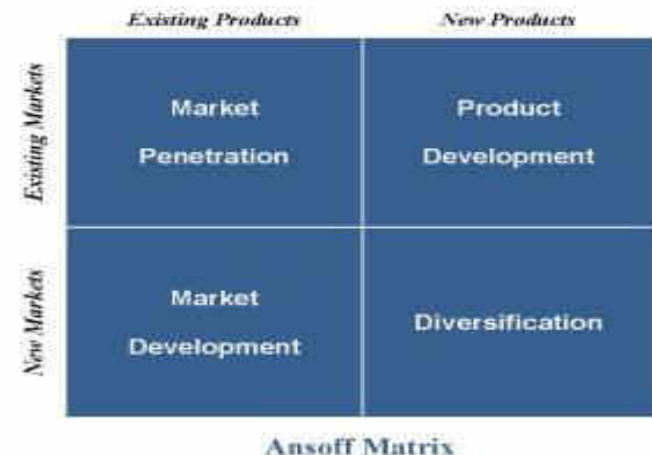 Existing Products New Products
Existing Markets
Market
Penetration
Product
Development
New Markets
Market
Development
Diversification
Ansoff Matrix